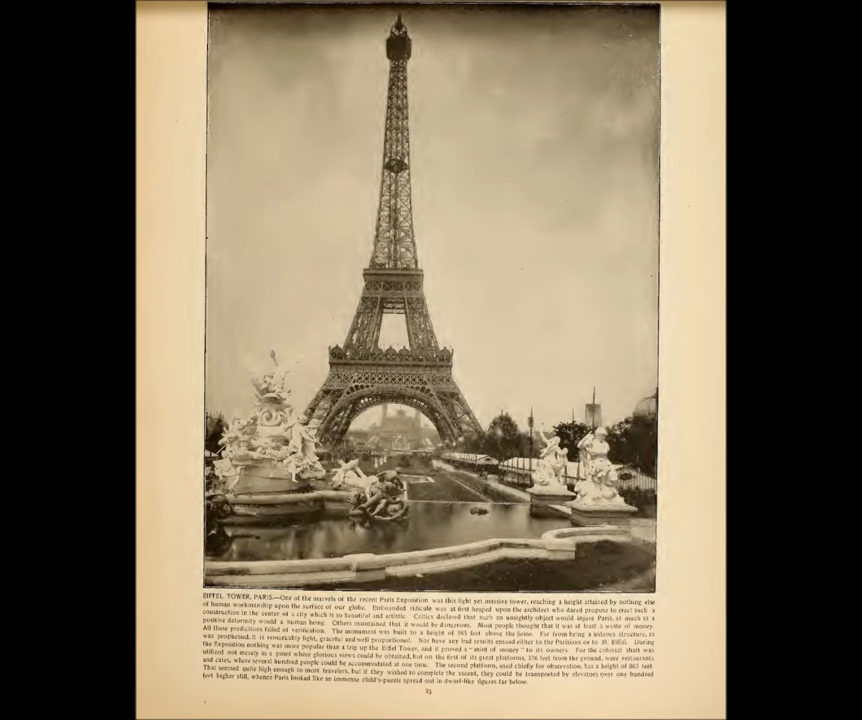 EIFFEL TOWER, PARIS.—One of the marvels of the recent Paris Exposition was this light yet massive tower, reaching a height attained by nothing else
of human workmanship upon the surface of our globe. Unbounded ridicule was at first heaped upon the architect who dared propose to erect such a
construction in the center of a city which is so beautiful and artistic. Critics declared that such an unsightly object would injure Paris, as much as a
positive deformity would a human being. Others maintained that it would be dangerous. Most people thought that it was at least a waste of money.
All these predictions failed of verification. The monument was built to a height of 985 feet above the Seine. Far from being a hideous structure, as
was prophesied, it is remarkably light, graceful and well proportioned. Nor have any bad results ensued either to the Parisians or to M. Eiffel. During
the Exposition nothing was more popular than a trip up the Eiffel Tower, and it proved a "mint of money" to its owners. For the colossal shaft was
utilized not merely as a point where glorious views could be obtained, but on the first of its great platforms, 376 feet from the ground, were restaurants
and cafes, where several hundred people could be accommodated at one time. The second platform, used chiefly for observation, has a height of 863 feet
That seemed quite high enough to most travelers, but if they wished to complete the ascent, they could be transported by elevators over one hundred
feet higher still, whence Paris looked like an immense child's-puzzle spread out in dwarf-like figures far below.